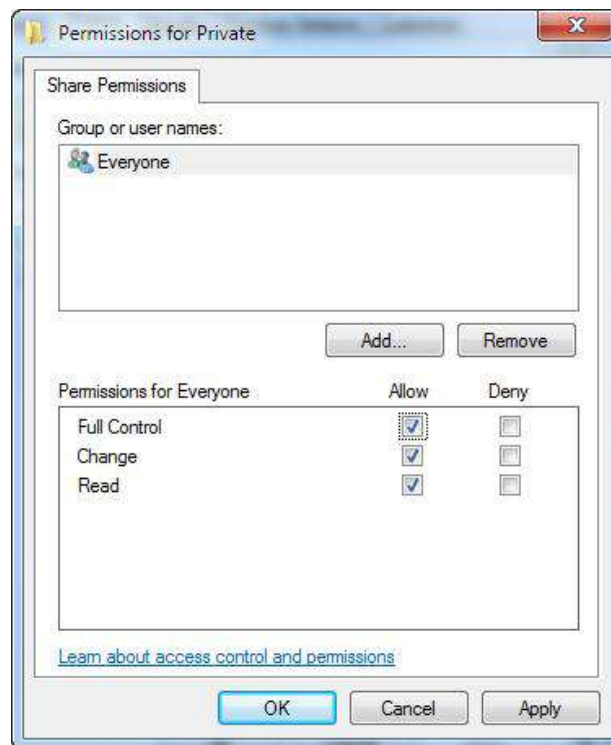 Permissions for Private
Share Permissions
Group or user names:
Everyone
Add... Remove
Permissions for Everyone Allow Deny
Full Control
Change
Read
Learn about access control and permissions
OK Cancel Apply